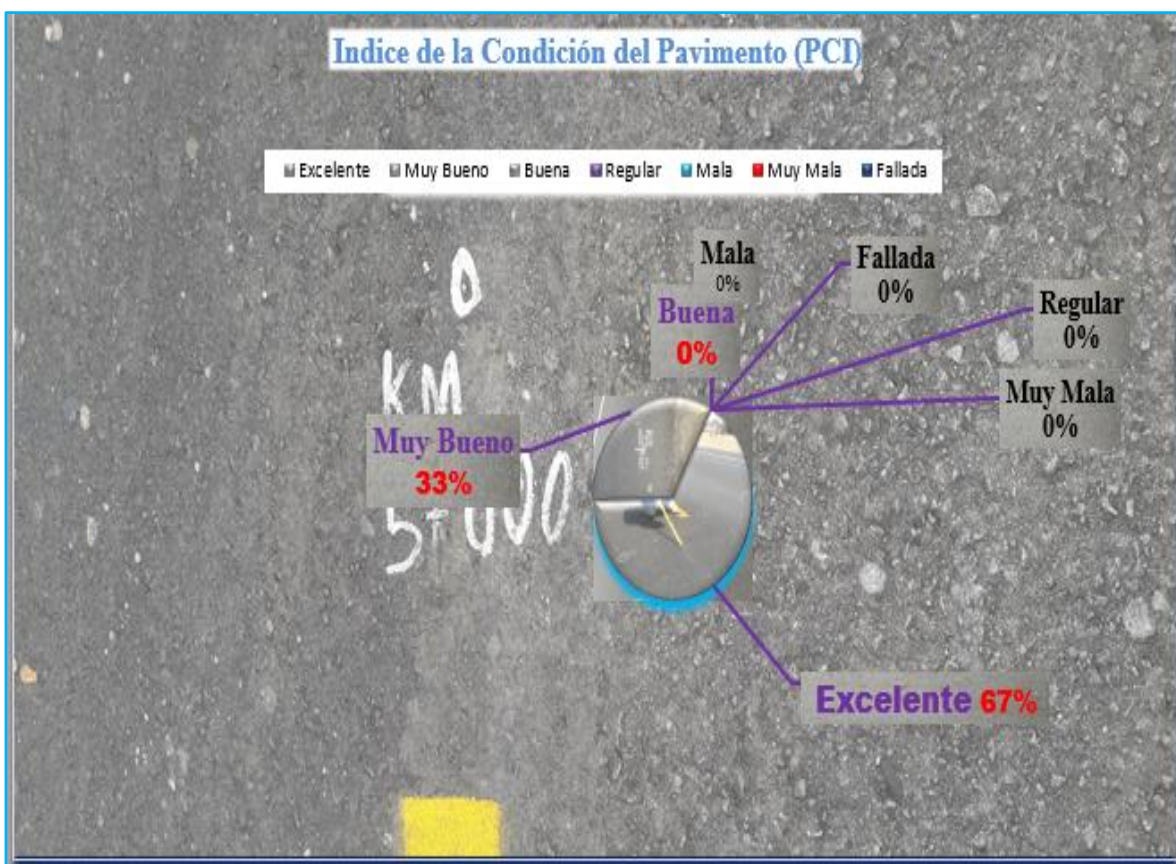 Indice de la Condición del Pavimento (PCI)
Excelente Muy Bueno Buena Regular Mala Muy Mala Fallada
Mala
0%
Fallada
0%
Buena
0%
Regular
0%
Muy Mala
0%
0
KM
5+000
Muy Bueno
33%
Excelente 67%